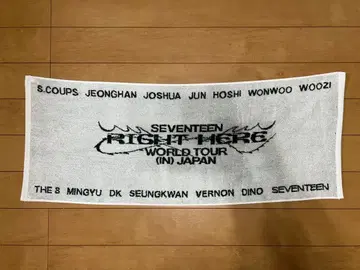 S.COUPS JEONGHAN JOSHUA JUN HOSHI WONWOO WOOZI
SEVENTEEN
RIGHT HERE
WORLD TOUR
(IN) JAPAN
THE 8 MINGYU DK SEUNGKWAN VERNON DINO SEVENTEEN